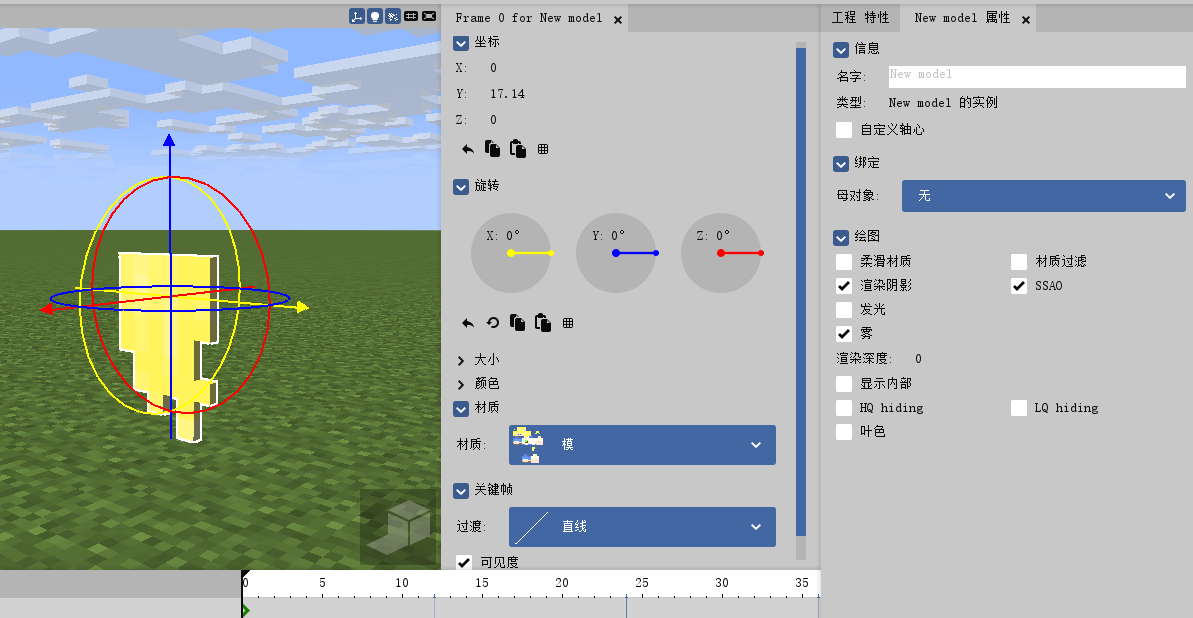 Frame 0 for New model
坐标
X: 0
Y: 17.14
Z: 0
旋转
X: 0° Y: 0° Z: 0°
大小
颜色
材质
材质: 模
关键帧
过渡: 直线
可见度
0 5 10 15 20 25 30 35
工程 特性 New model 属性
信息
名字: New model
类型: New model 的实例
自定义轴心
绑定
母对象: 无
绘图
柔滑材质 材质过滤
渲染阴影 SSAO
发光
雾
渲染深度: 0
显示内部
HQ hiding LQ hiding
叶色